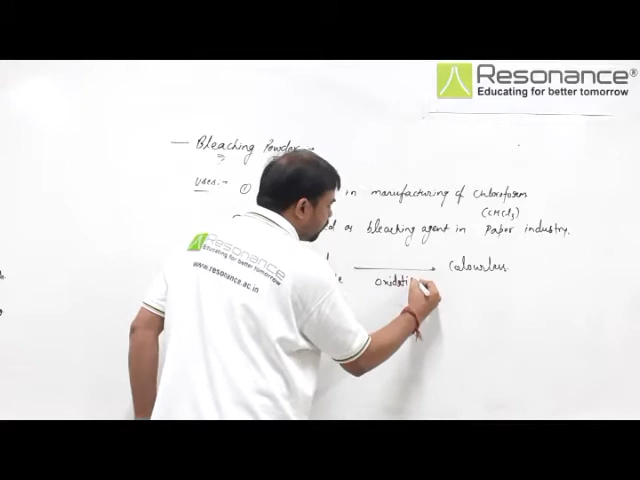 Resonance®
Educating for better tomorrow
— Bleaching Powder →
Uses:- ① in manufacturing of Chloroform
(CHCl₃)
as bleaching agent in Paper industry.
Colourless.
oxidati
Resonance
Educating for better tomorrow
www.resonance.ac.in